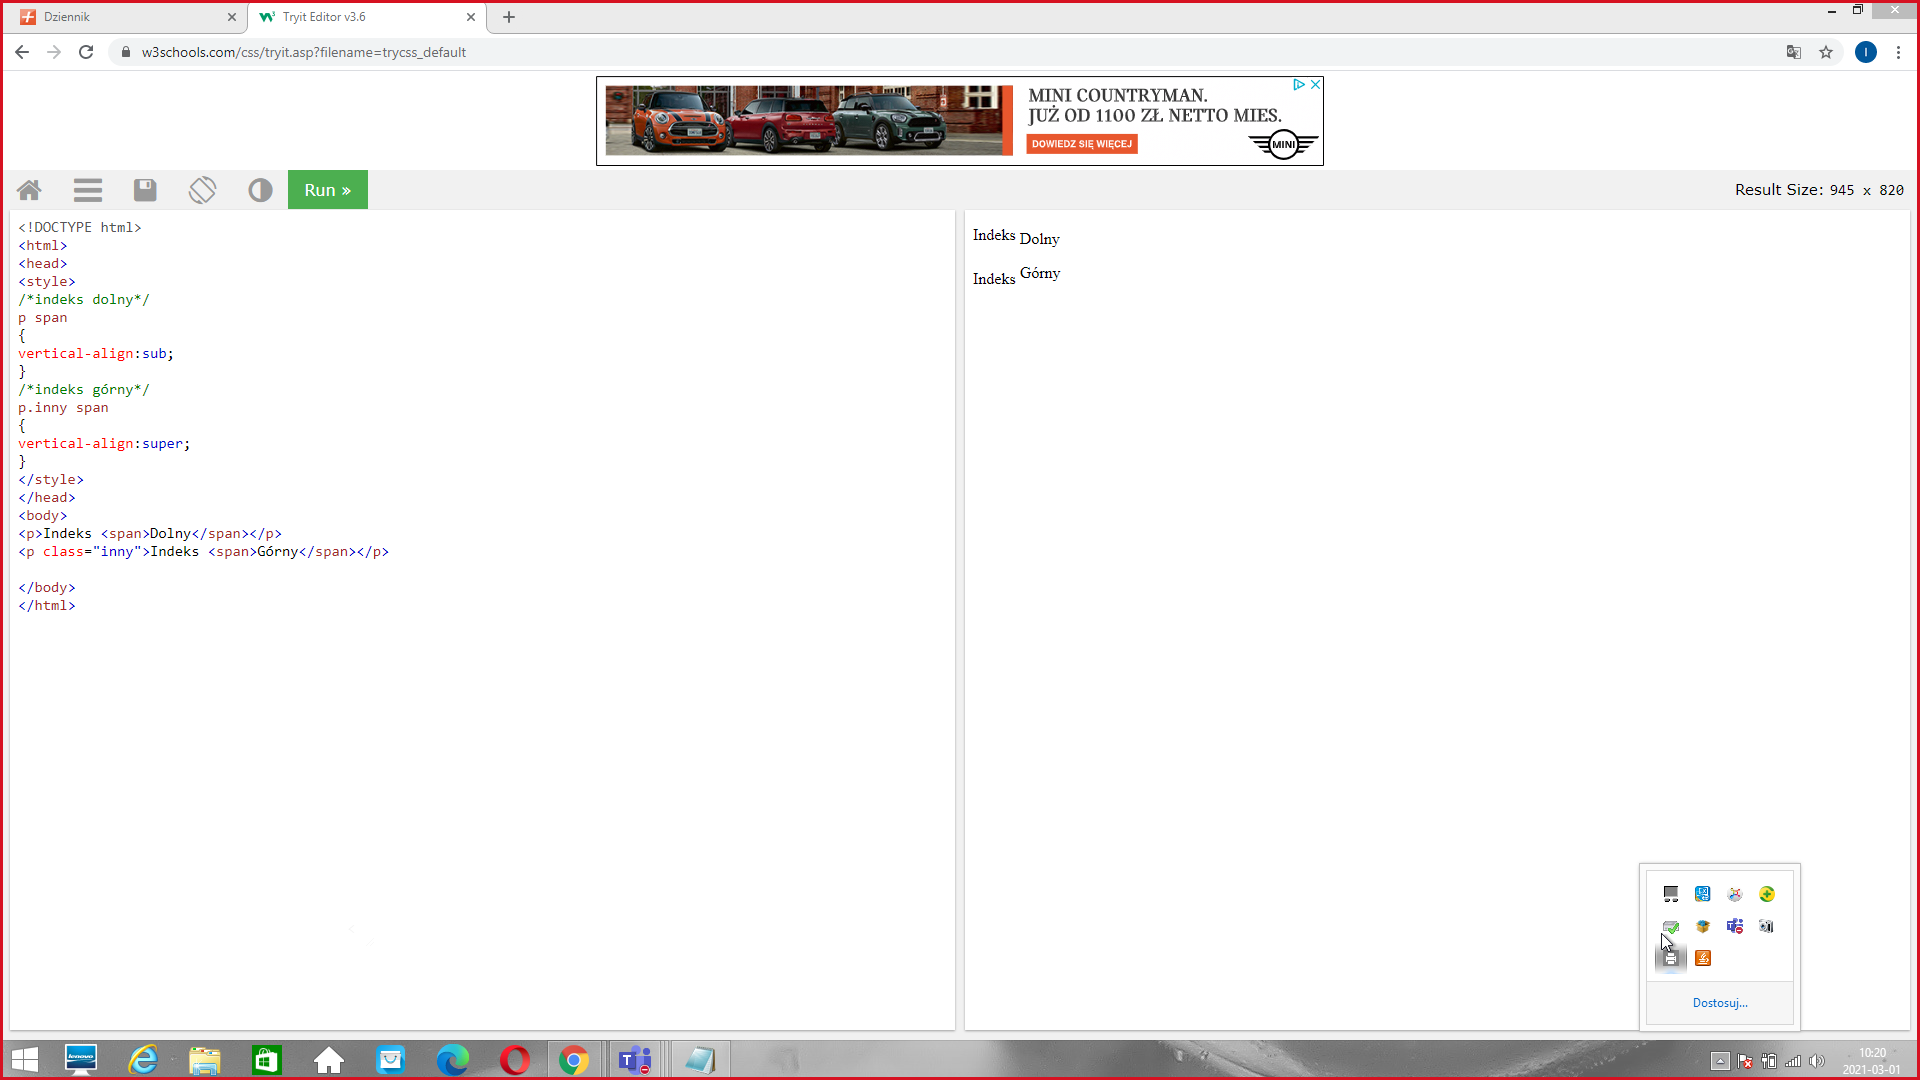 Dziennik
Tryit Editor v3.6
w3schools.com/css/tryit.asp?filename=trycss_default
I
MINI COUNTRYMAN.
JUŻ OD 1100 ZŁ NETTO MIES.
DOWIEDZ SIĘ WIĘCEJ
MINI
Run »
Result Size: 945 x 820
<!DOCTYPE html>
<html>
<head>
<style>
/*indeks dolny*/
p span
{
vertical-align:sub;
}
/*indeks górny*/
p.inny span
{
vertical-align:super;
}
</style>
</head>
<body>
<p>Indeks <span>Dolny</span></p>
<p class="inny">Indeks <span>Górny</span></p>
</body>
</html>
Indeks Dolny
Indeks Górny
Dostosuj...
lenovo
10:20
2021-03-01